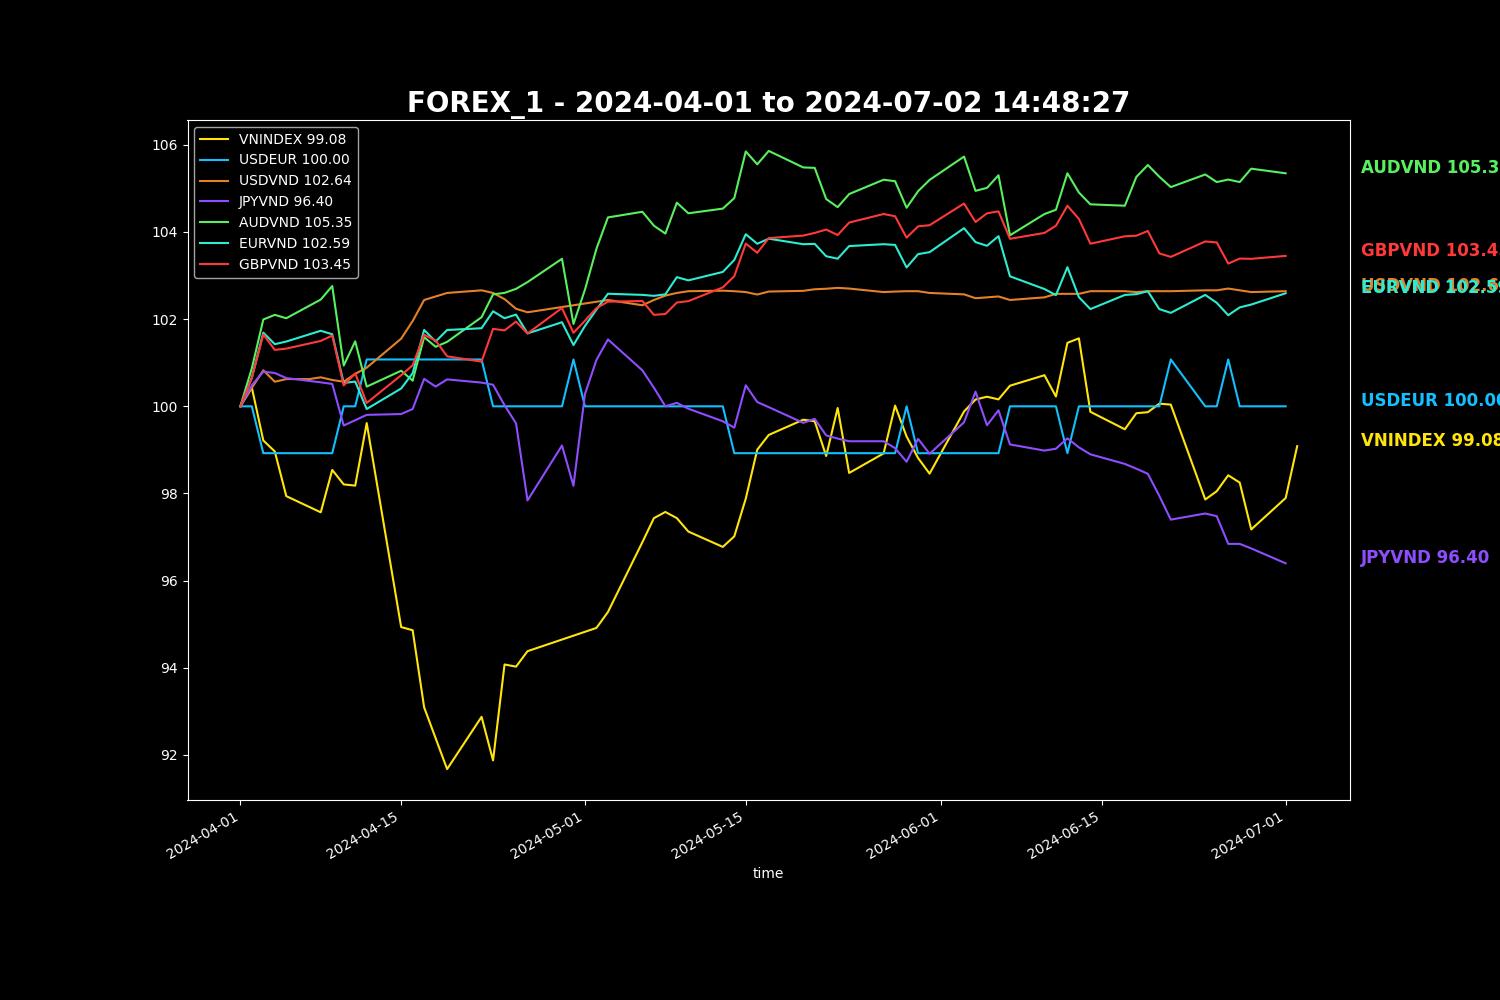 FOREX_1 - 2024-04-01 to 2024-07-02 14:48:27
VNINDEX 99.08
USDEUR 100.00
USDVND 102.64
JPYVND 96.40
AUDVND 105.35
EURVND 102.59
GBPVND 103.45
106
104
102
100
98
96
94
92
AUDVND 105.3
GBPVND 103.4
EURVND 102.59
USDEUR 100.00
VNINDEX 99.08
JPYVND 96.40
2024-04-01
2024-04-15
2024-05-01
2024-05-15
2024-06-01
2024-06-15
2024-07-01
time